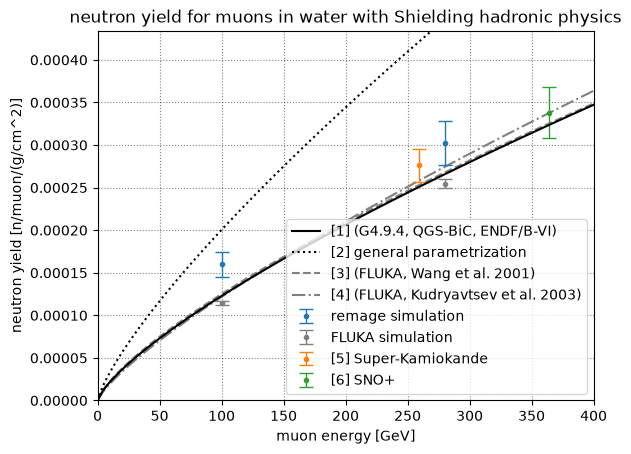 neutron yield for muons in water with Shielding hadronic physics
neutron yield [n/muon/(g/cm^2)]
0.00040
0.00035
0.00030
0.00025
0.00020
0.00015
0.00010
0.00005
0.00000
[1] (G4.9.4, QGS-BiC, ENDF/B-VI)
[2] general parametrization
[3] (FLUKA, Wang et al. 2001)
[4] (FLUKA, Kudryavtsev et al. 2003)
remage simulation
FLUKA simulation
[5] Super-Kamiokande
[6] SNO+
0 50 100 150 200 250 300 350 400
muon energy [GeV]